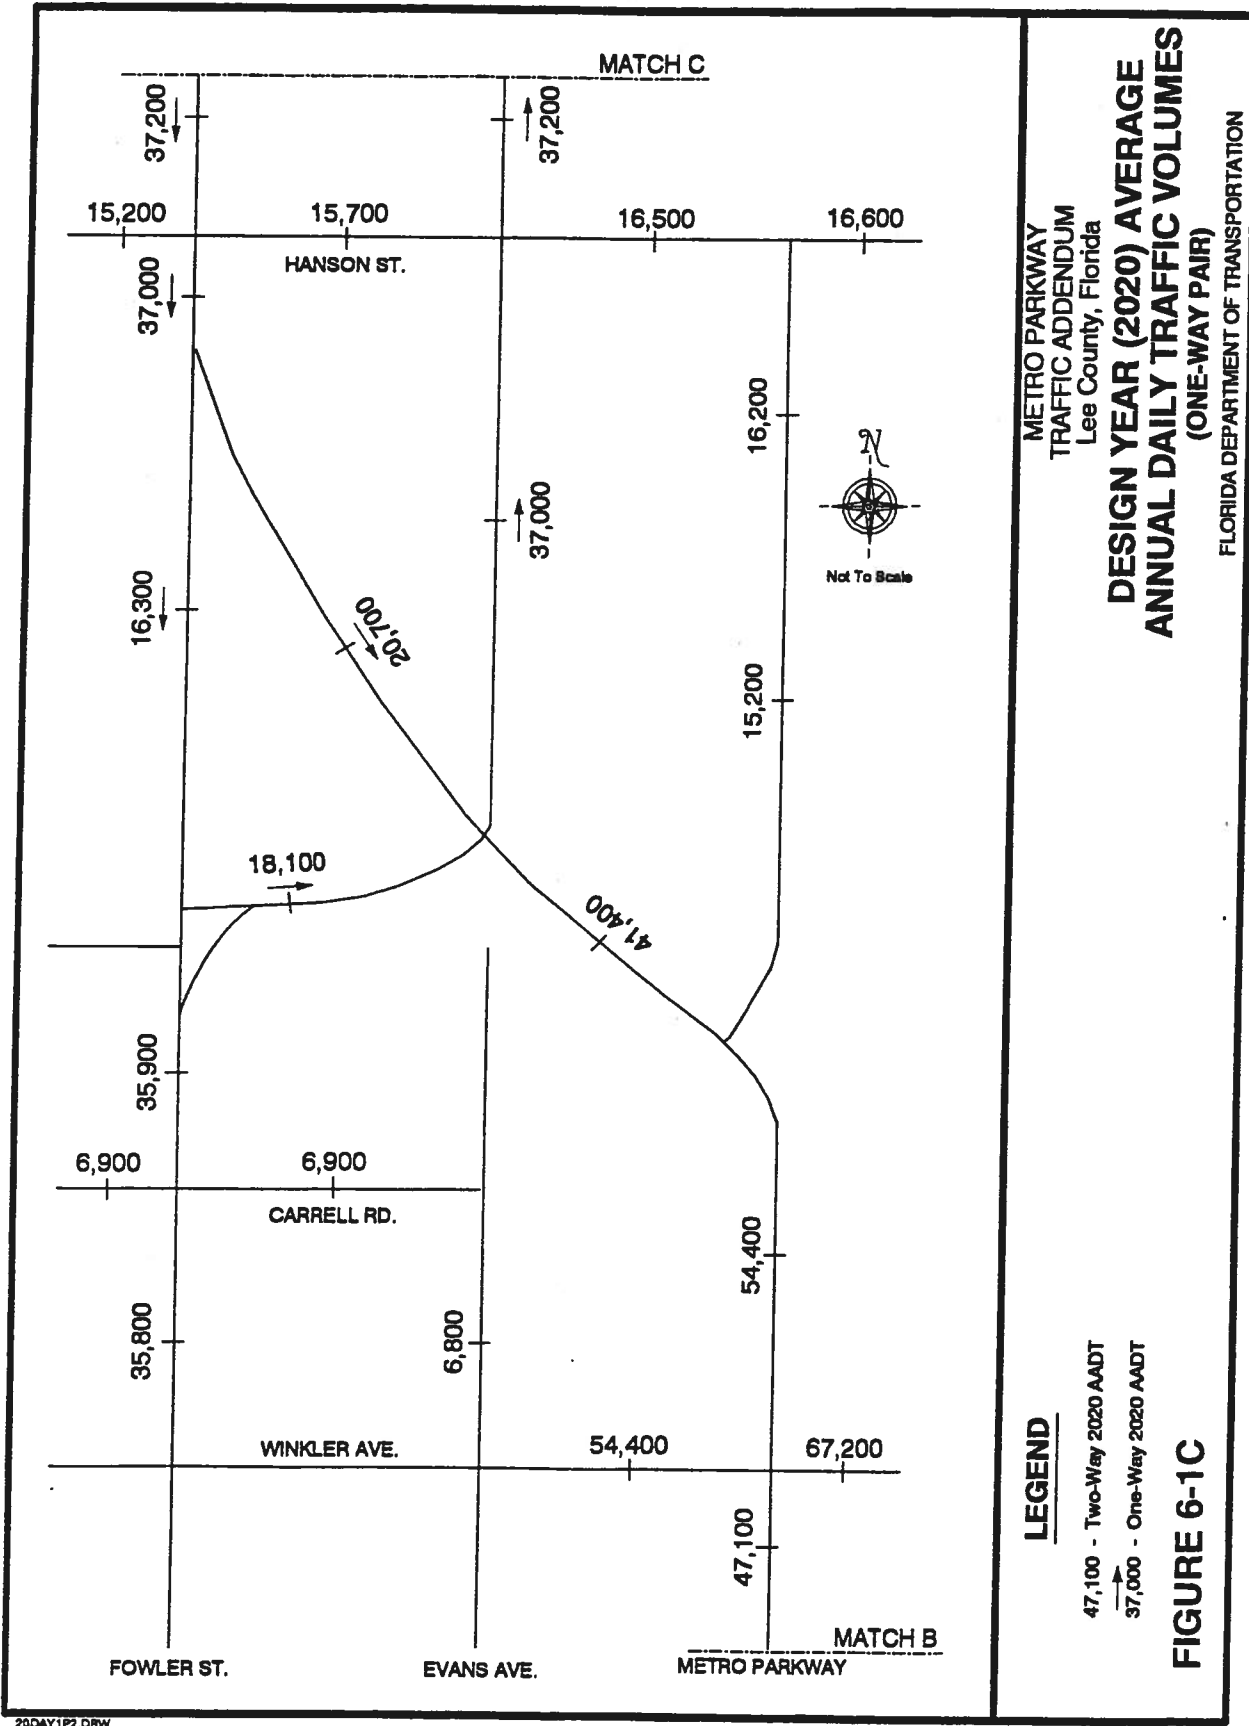 MATCH C
37,200
37,200
15,200
15,700
16,500
16,600
HANSON ST.
37,000
16,200
N
Not To Scale
37,000
16,300
20,700
15,200
18,100
41,400
35,900
6,900
6,900
CARRELL RD.
54,400
35,800
6,800
WINKLER AVE.
54,400
67,200
47,100
MATCH B
FOWLER ST.
EVANS AVE.
METRO PARKWAY
METRO PARKWAY
TRAFFIC ADDENDUM
Lee County, Florida
DESIGN YEAR (2020) AVERAGE
ANNUAL DAILY TRAFFIC VOLUMES
(ONE-WAY PAIR)
FLORIDA DEPARTMENT OF TRANSPORTATION
LEGEND
47,100 - Two-Way 2020 AADT
37,000 - One-Way 2020 AADT
FIGURE 6-1C
20DAY1P2.DRW